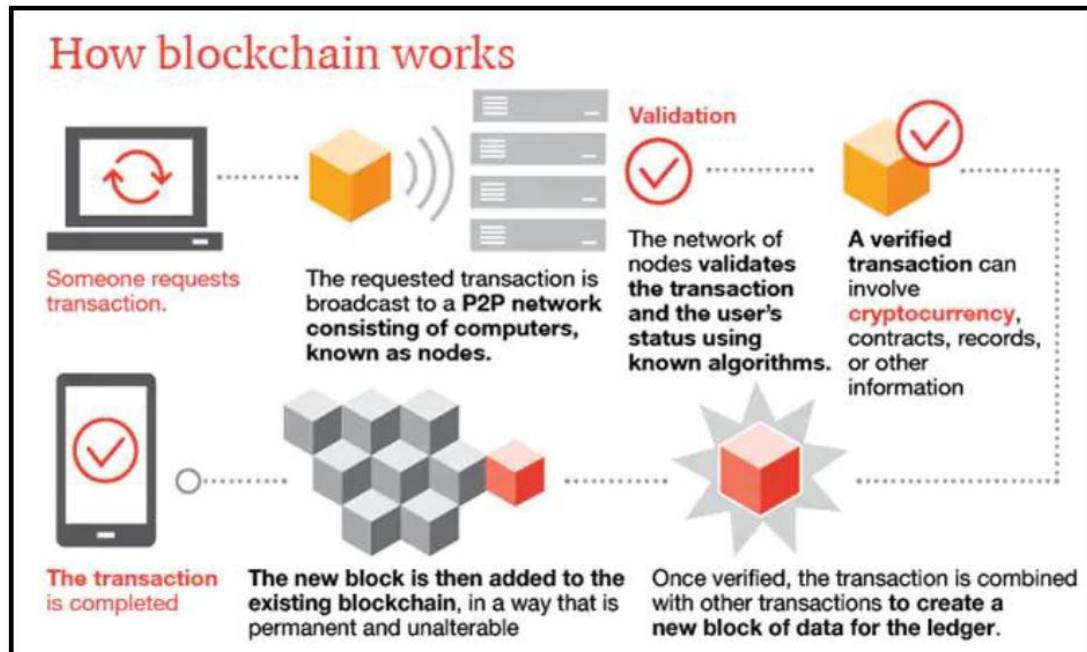 How blockchain works
Someone requests
transaction.
The requested transaction is
broadcast to a P2P network
consisting of computers,
known as nodes.
Validation
The network of
nodes validates
the transaction
and the user's
status using
known algorithms.
A verified
transaction can
involve
cryptocurrency,
contracts, records,
or other
information
Once verified, the transaction is combined
with other transactions to create a
new block of data for the ledger.
The new block is then added to the
existing blockchain, in a way that is
permanent and unalterable
The transaction
is completed